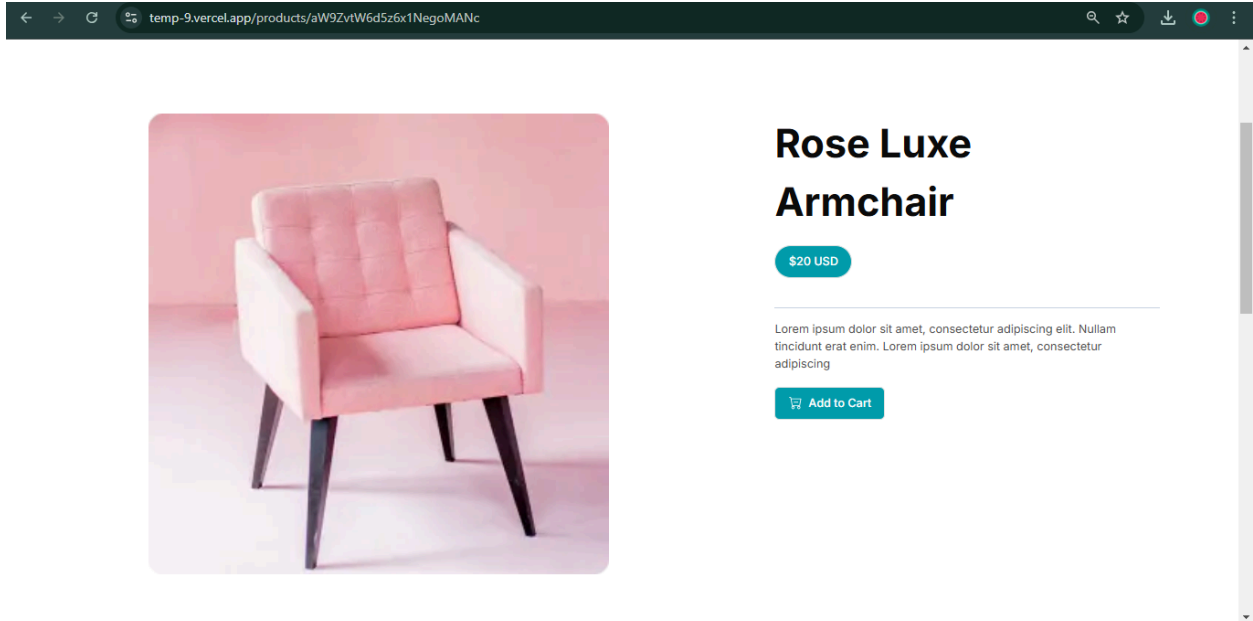 temp-9.vercel.app/products/aW9ZvtW6d5z6x1NegoMANc
Rose Luxe
Armchair
$20 USD
Lorem ipsum dolor sit amet, consectetur adipiscing elit. Nullam
tincidunt erat enim. Lorem ipsum dolor sit amet, consectetur
adipiscing
Add to Cart